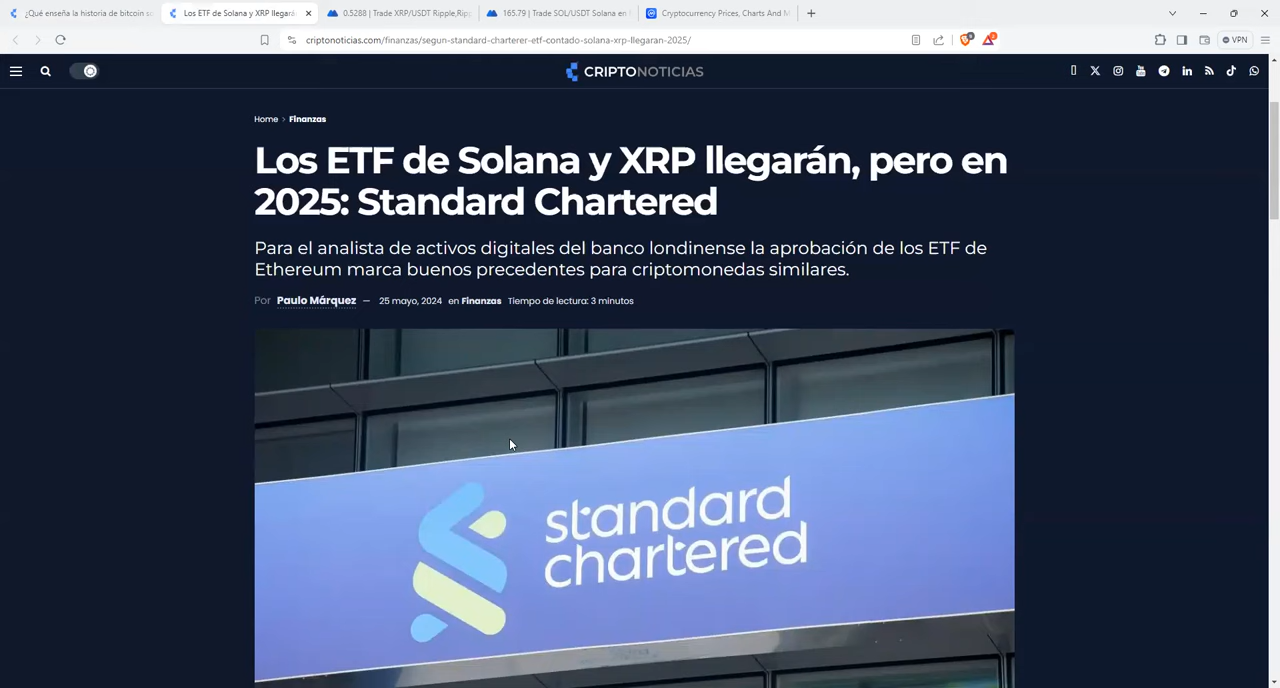 ¿Qué enseña la historia de bitcoin s
Los ETF de Solana y XRP llegará
0.5288 | Trade XRP/USDT Ripple,Rip
165.79 | Trade SOL/USDT Solana en
Cryptocurrency Prices, Charts And M
criptonoticias.com/finanzas/segun-standard-charterer-etf-contado-solana-xrp-llegaran-2025/
VPN
CRIPTONOTICIAS
Home > Finanzas
Los ETF de Solana y XRP llegarán, pero en
2025: Standard Chartered
Para el analista de activos digitales del banco londinense la aprobación de los ETF de
Ethereum marca buenos precedentes para criptomonedas similares.
Por Paulo Márquez — 25 mayo, 2024 en Finanzas Tiempo de lectura: 3 minutos
standard
chartered